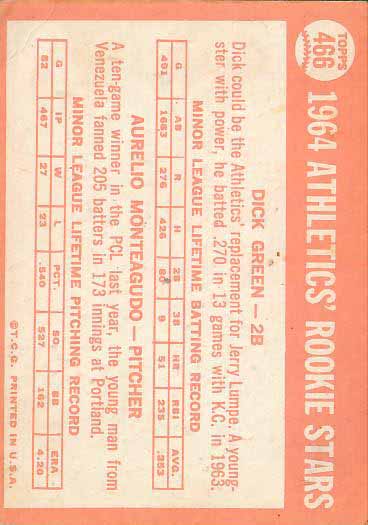 TOPPS
466
1964 ATHLETICS' ROOKIE STARS
DICK GREEN — 2B
Dick could be the Athletics' replacement for Jerry Lumpe. A young-
ster with power, he batted .270 in 13 games with K.C. in 1963.
MINOR LEAGUE LIFETIME BATTING RECORD
G AB R H 2B 3B HR RBI AVG.
491 1683 276 426 8 9 51 235 .253
AURELIO MONTEAGUDO — PITCHER
A ten-game winner in the PCL last year, the young man from
Venezuela fanned 205 batters in 173 innings at Portland.
MINOR LEAGUE LIFETIME PITCHING RECORD
G IP W L PCT. SO BB ERA
82 467 27 23 .540 527 162 4.20
©T.C.G. PRINTED IN U.S.A.